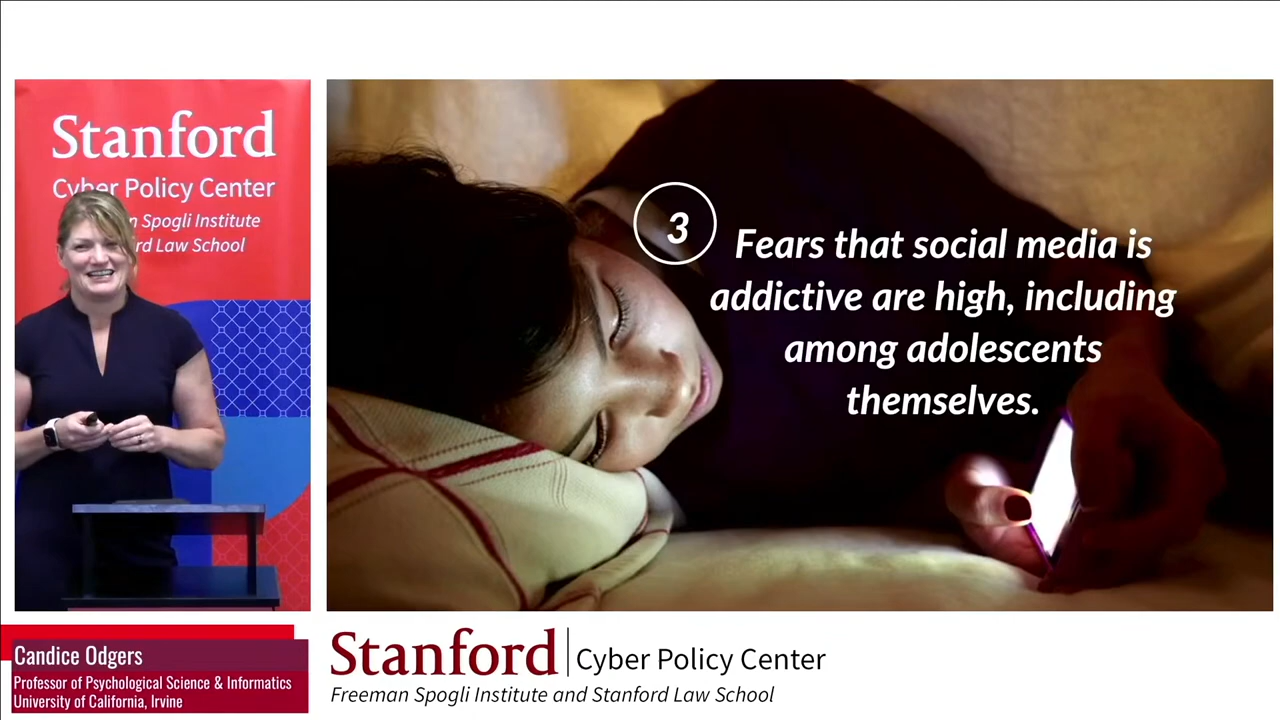 Stanford
Cyber Policy Center
n Spogli Institute
rd Law School
3
Fears that social media is
addictive are high, including
among adolescents
themselves.
Candice Odgers
Professor of Psychological Science & Informatics
University of California, Irvine
Stanford | Cyber Policy Center
Freeman Spogli Institute and Stanford Law School